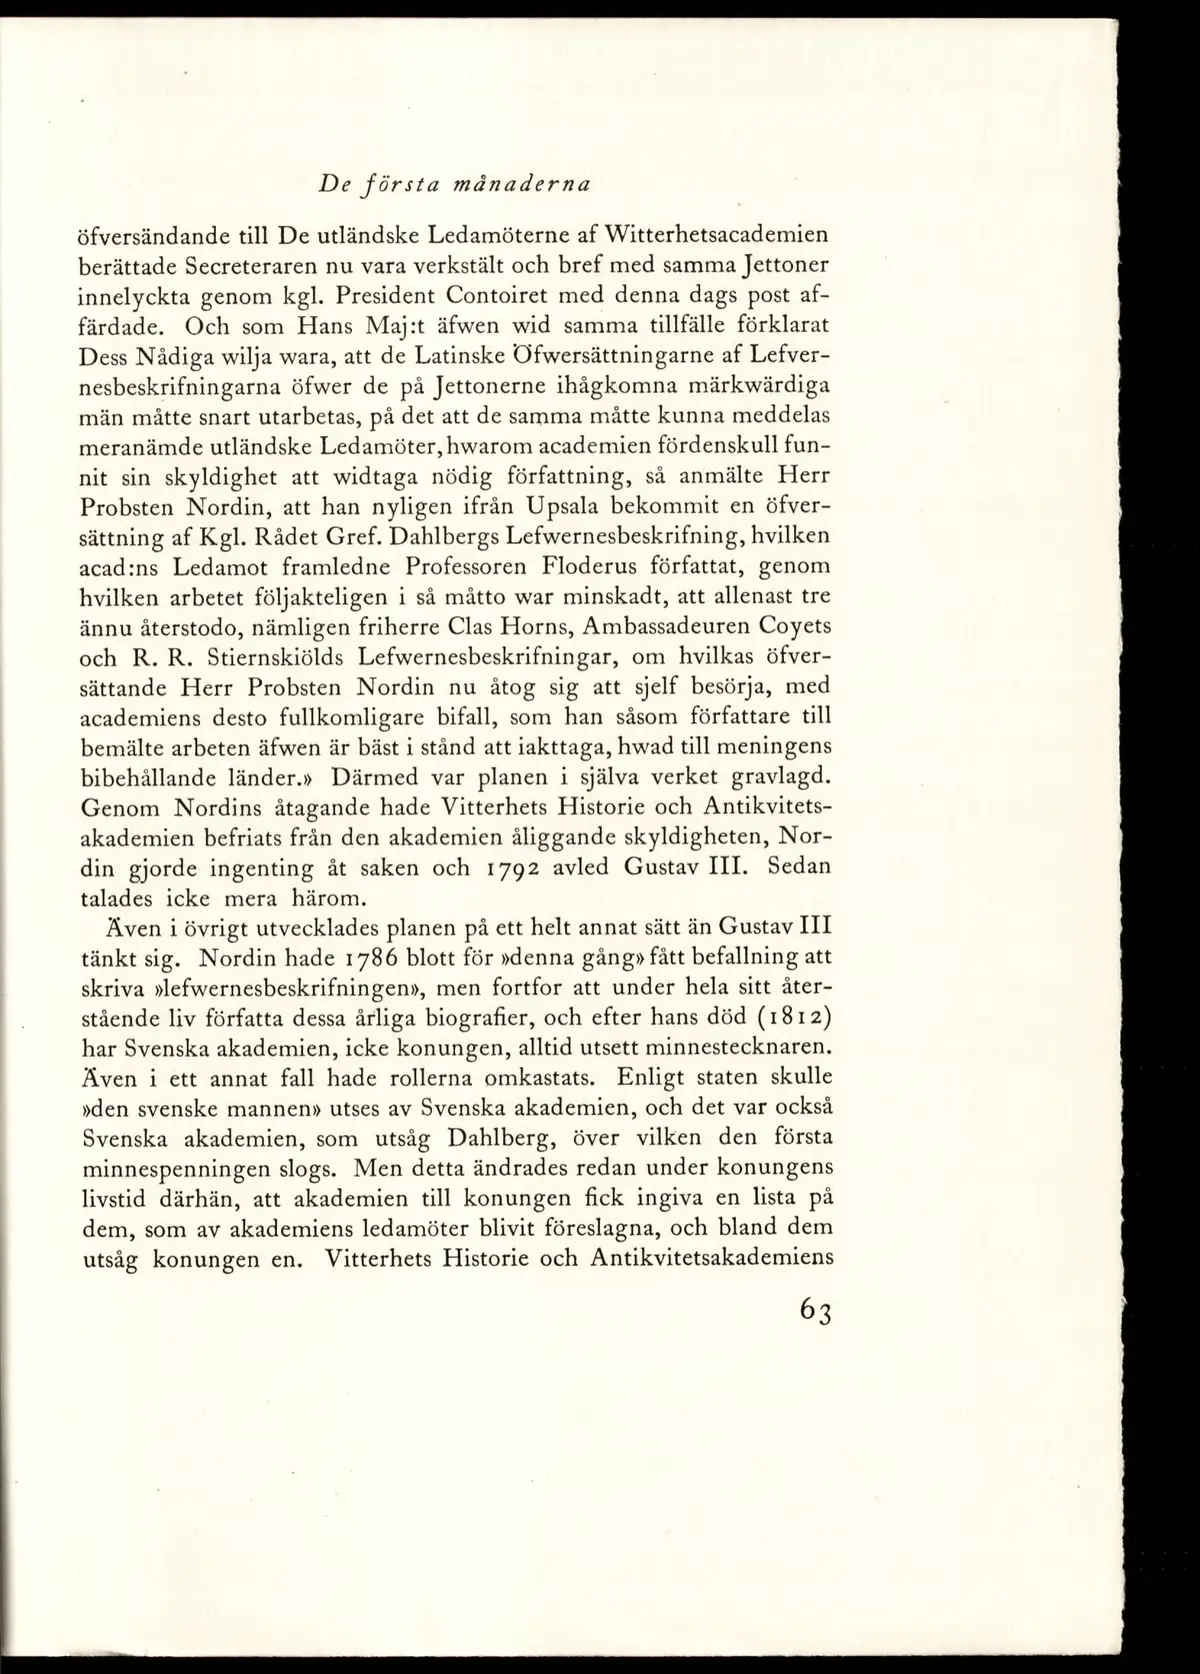 De första månaderna
öfversändande till De utländske Ledamöterne af Witterhetsacademien
berättade Secreteraren nu vara verkstält och bref med samma Jettoner
innelyckta genom kgl. President Contoiret med denna dags post af-
färdade. Och som Hans Maj:t äfwen wid samma tillfälle förklarat
Dess Nådiga wilja wara, att de Latinske Öfwersättningarne af Lefver-
nesbeskrifningarna öfwer de på Jettonerne ihågkomna märkwärdiga
män måtte snart utarbetas, på det att de samma måtte kunna meddelas
meranämde utländske Ledamöter, hwarom academien fördenskull fun-
nit sin skyldighet att widtaga nödig författning, så anmälte Herr
Probsten Nordin, att han nyligen ifrån Upsala bekommit en öfver-
sättning af Kgl. Rådet Gref. Dahlbergs Lefwernesbeskrifning, hvilken
acad:ns Ledamot framledne Professoren Floderus författat, genom
hvilken arbetet följakteligen i så måtto war minskadt, att allenast tre
ännu återstodo, nämligen friherre Clas Horns, Ambassadeuren Coyets
och R. R. Stiernskiölds Lefwernesbeskrifningar, om hvilkas öfver-
sättande Herr Probsten Nordin nu åtog sig att sjelf besörja, med
academiens desto fullkomligare bifall, som han såsom författare till
bemälte arbeten äfwen är bäst i stånd att iakttaga, hwad till meningens
bibehållande länder.» Därmed var planen i själva verket gravlagd.
Genom Nordins åtagande hade Vitterhets Historie och Antikvitets-
akademien befriats från den akademien åliggande skyldigheten, Nor-
din gjorde ingenting åt saken och 1792 avled Gustav III. Sedan
talades icke mera härom.
Även i övrigt utvecklades planen på ett helt annat sätt än Gustav III
tänkt sig. Nordin hade 1786 blott för »denna gång» fått befallning att
skriva »lefwernesbeskrifningen», men fortfor att under hela sitt åter-
stående liv författa dessa årliga biografier, och efter hans död (1812)
har Svenska akademien, icke konungen, alltid utsett minnestecknaren.
Även i ett annat fall hade rollerna omkastats. Enligt staten skulle
»den svenske mannen» utses av Svenska akademien, och det var också
Svenska akademien, som utsåg Dahlberg, över vilken den första
minnespenningen slogs. Men detta ändrades redan under konungens
livstid därhän, att akademien till konungen fick ingiva en lista på
dem, som av akademiens ledamöter blivit föreslagna, och bland dem
utsåg konungen en. Vitterhets Historie och Antikvitetsakademiens
63